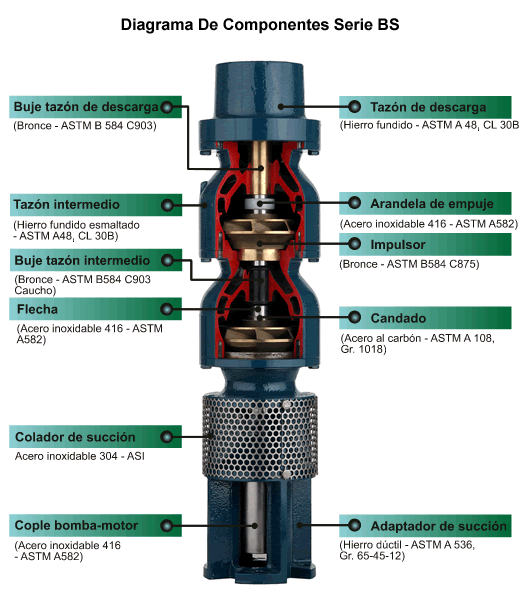 Diagrama De Componentes Serie BS
Buje tazón de descarga
(Bronce - ASTM B 584 C903)
Tazón de descarga
(Hierro fundido - ASTM A 48, CL 30B
Tazón intermedio
(Hierro fundido esmaltado
- ASTM A48, CL 30B)
Arandela de empuje
(Acero inoxidable 416 - ASTM A582)
Impulsor
(Bronce - ASTM B584 C875)
Buje tazón intermedio
(Bronce - ASTM B584 C903
Caucho)
Flecha
(Acero inoxidable 416 - ASTM
A582)
Candado
(Acero al carbón - ASTM A 108,
Gr. 1018)
Colador de succión
Acero inoxidable 304 - ASI
Cople bomba-motor
(Acero inoxidable 416
- ASTM A582)
Adaptador de succión
(Hierro dúctil - ASTM A 536,
Gr. 65-45-12)